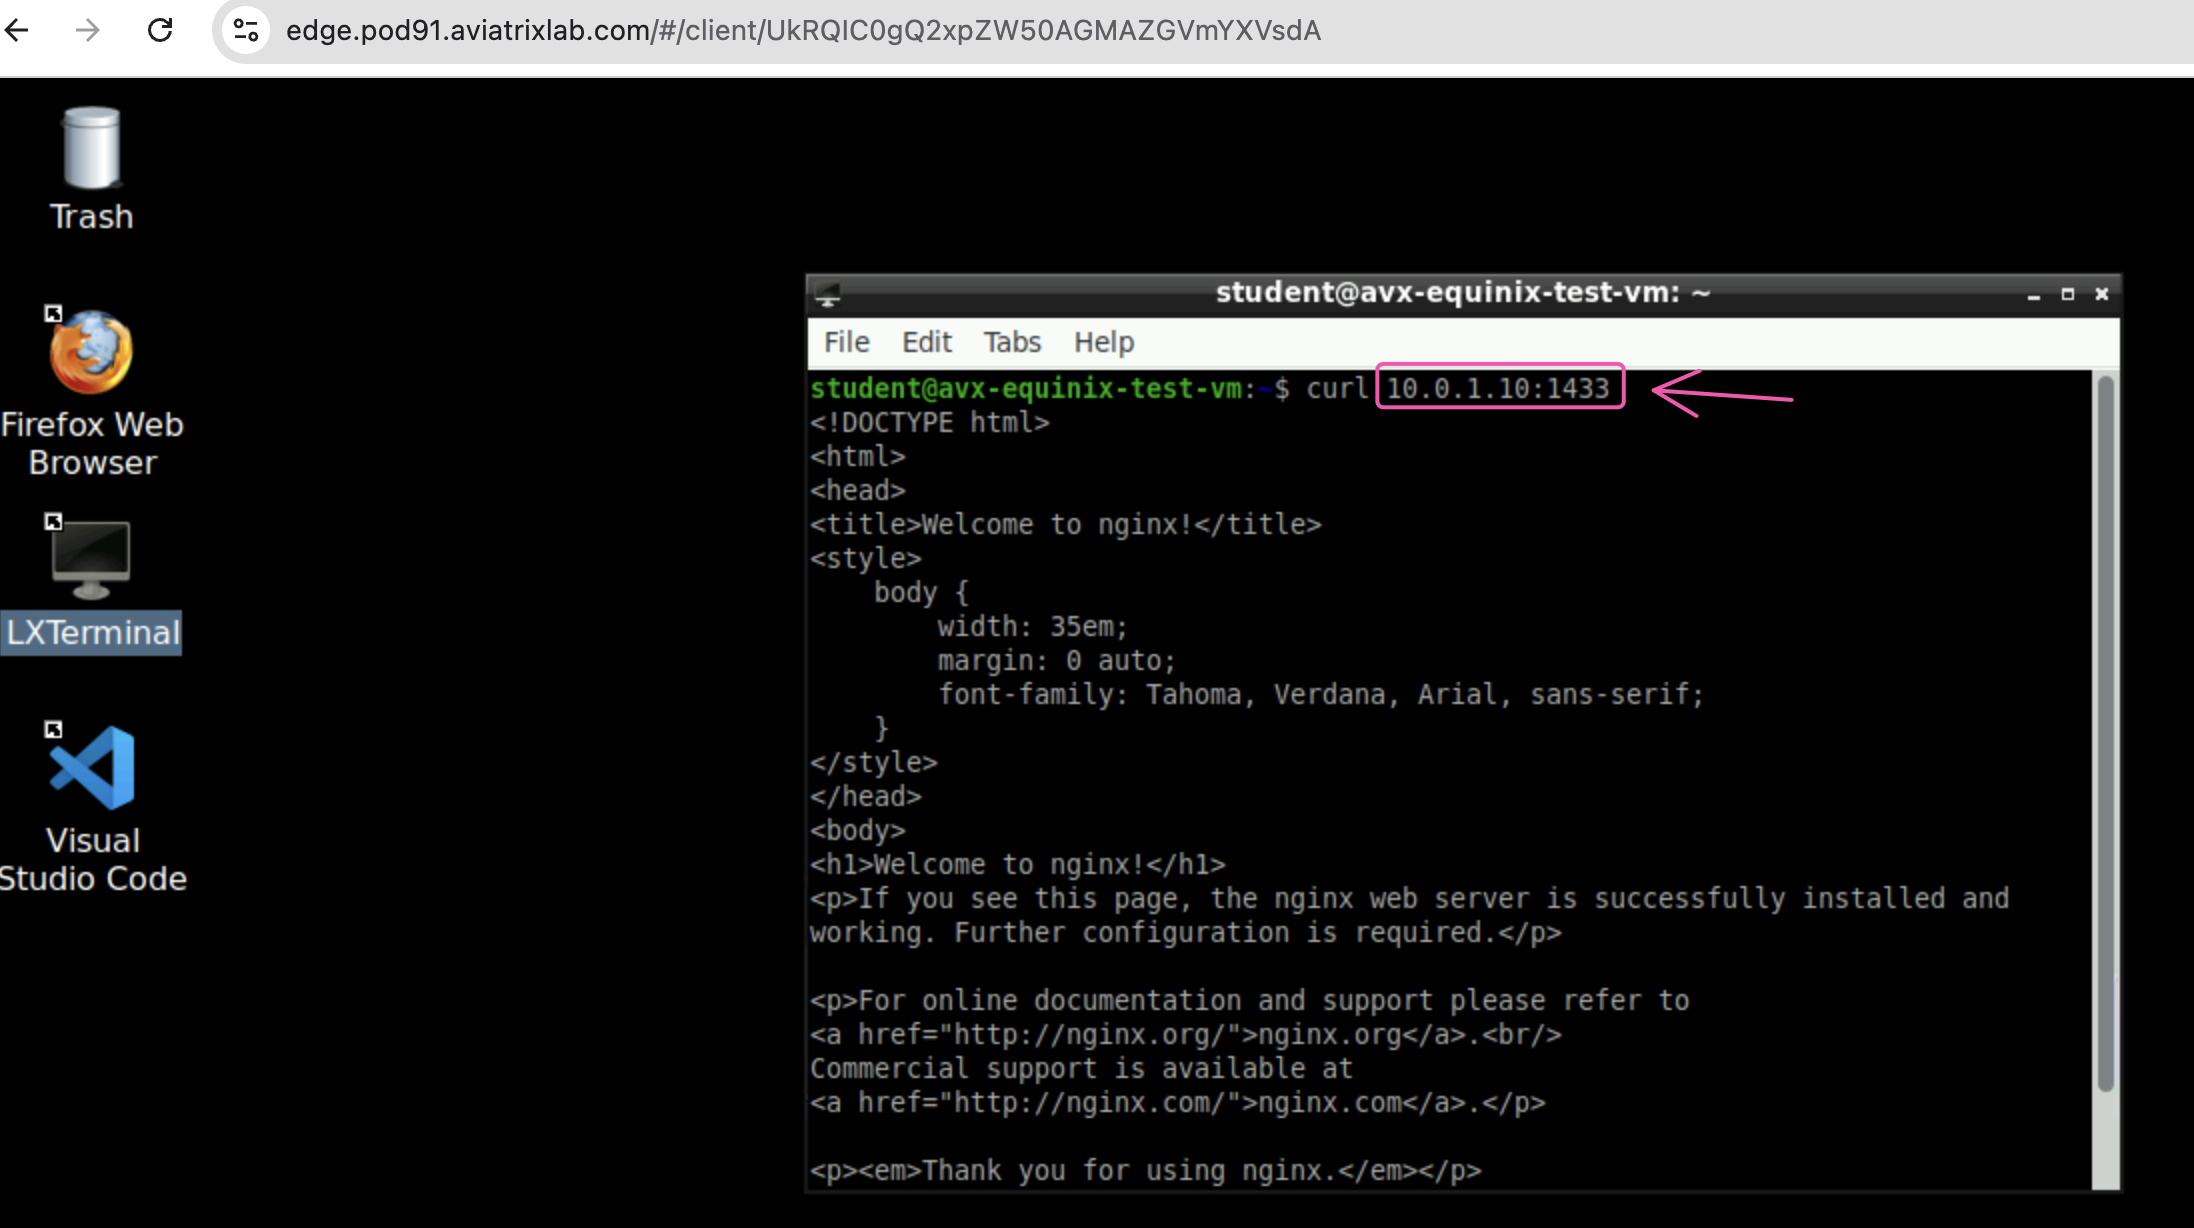 edge.pod91.aviatrixlab.com/#/client/UkRQIC0gQ2xpZW50AGMAZGVmYXVsdA
Trash
Firefox Web
Browser
LXTerminal
Visual
Studio Code
student@avx-equinix-test-vm: ~
File Edit Tabs Help
student@avx-equinix-test-vm:~$ curl 10.0.1.10:1433
<!DOCTYPE html>
<html>
<head>
<title>Welcome to nginx!</title>
<style>
    body {
        width: 35em;
        margin: 0 auto;
        font-family: Tahoma, Verdana, Arial, sans-serif;
    }
</style>
</head>
<body>
<h1>Welcome to nginx!</h1>
<p>If you see this page, the nginx web server is successfully installed and
working. Further configuration is required.</p>
<p>For online documentation and support please refer to
<a href="http://nginx.org/">nginx.org</a>.<br/>
Commercial support is available at
<a href="http://nginx.com/">nginx.com</a>.</p>
<p><em>Thank you for using nginx.</em></p>